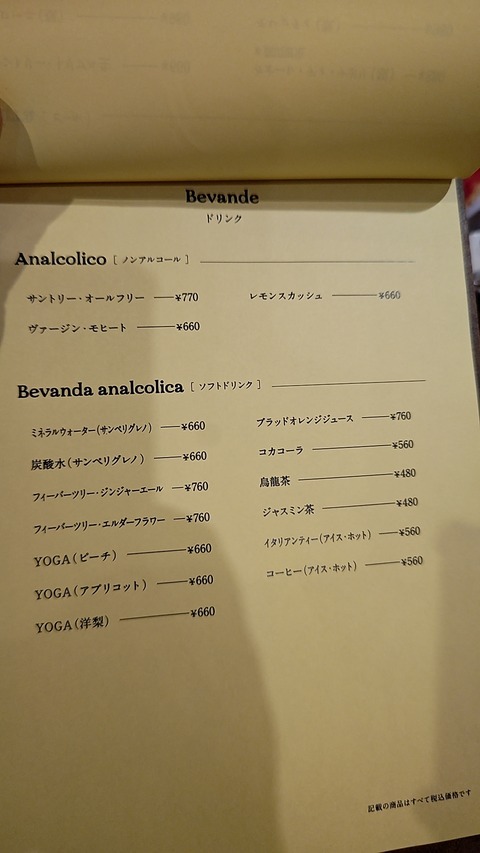 Bevande
ドリンク
Analcolico [ ノンアルコール ]
サントリー・オールフリー ¥770
ヴァージン・モヒート ¥660
レモンスカッシュ ¥660
Bevanda analcolica [ ソフトドリンク ]
ミネラルウォーター(サンペリグレノ) ¥660
炭酸水(サンペリグレノ) ¥660
フィーバーツリー・ジンジャーエール ¥760
フィーバーツリー・エルダーフラワー ¥760
YOGA(ピーチ) ¥660
YOGA(アプリコット) ¥660
YOGA(洋梨) ¥660
ブラッドオレンジジュース ¥760
コカコーラ ¥560
烏龍茶 ¥480
ジャスミン茶 ¥480
イタリアンティー(アイス・ホット) ¥560
コーヒー(アイス・ホット) ¥560
記載の商品はすべて税込価格です